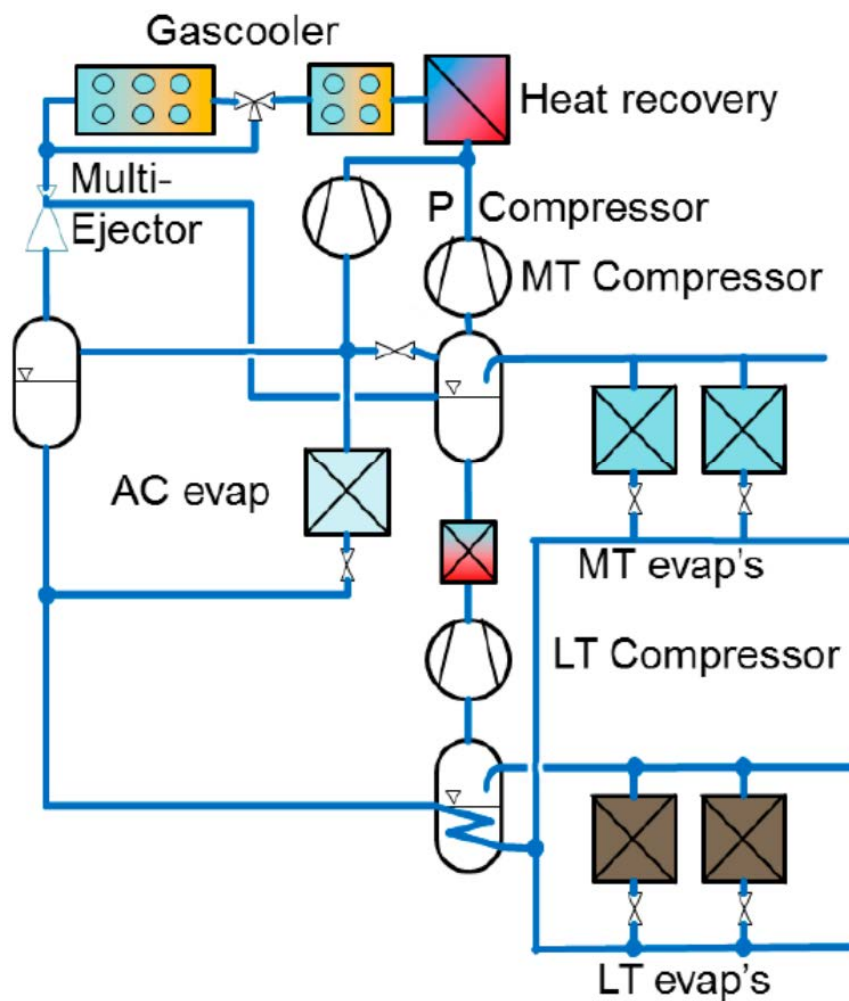 Gascooler
Heat recovery
Multi-
Ejector
P Compressor
MT Compressor
AC evap
MT evap's
LT Compressor
LT evap's